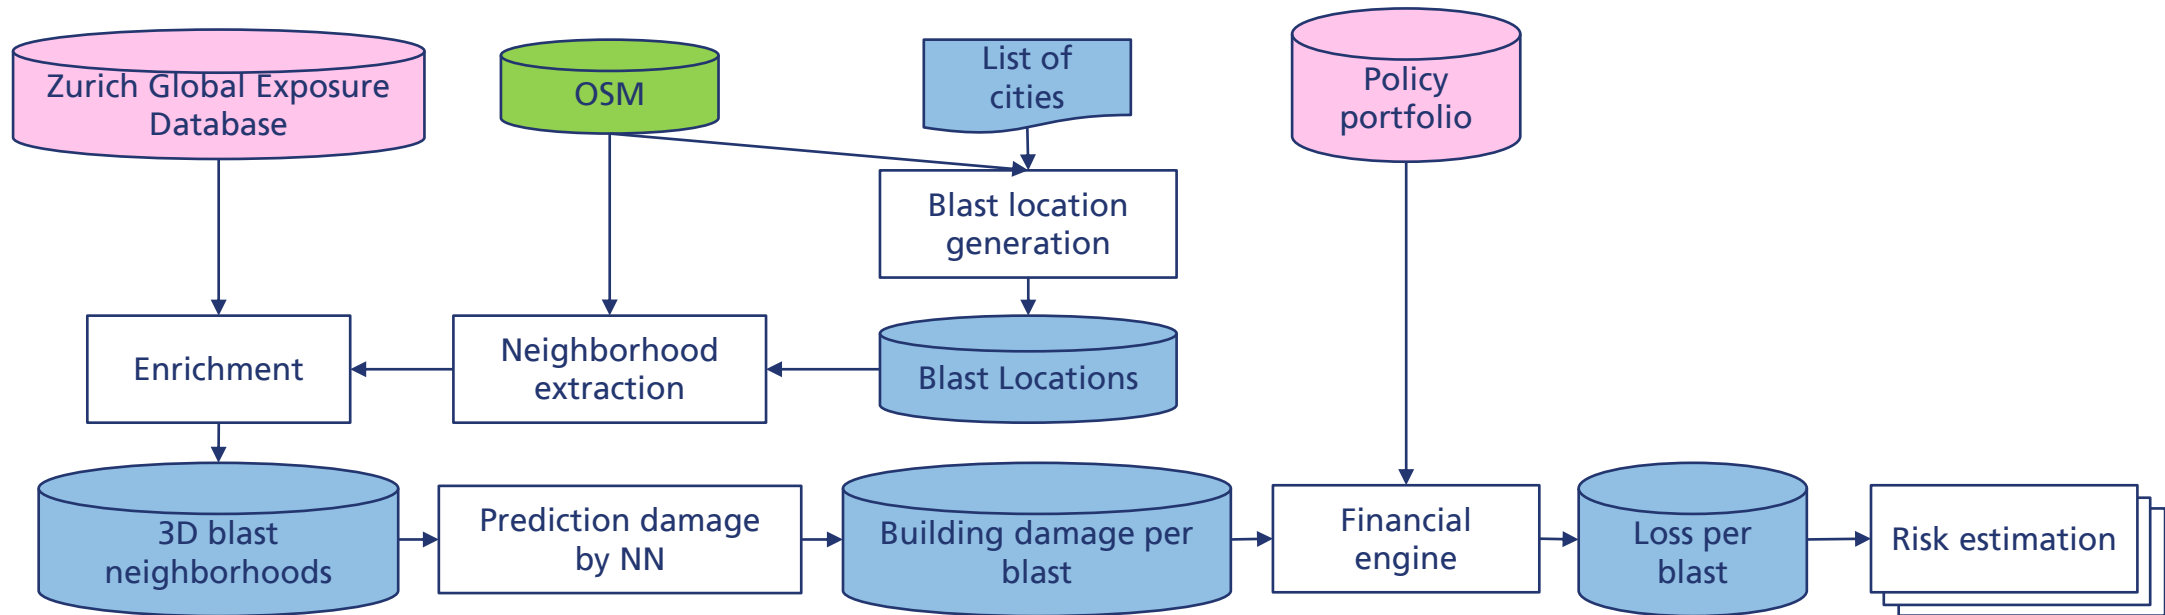 Zurich Global Exposure
Database
OSM
List of
cities
Policy
portfolio
Blast location
generation
Enrichment
Neighborhood
extraction
Blast Locations
3D blast
neighborhoods
Prediction damage
by NN
Building damage per
blast
Financial
engine
Loss per
blast
Risk estimation